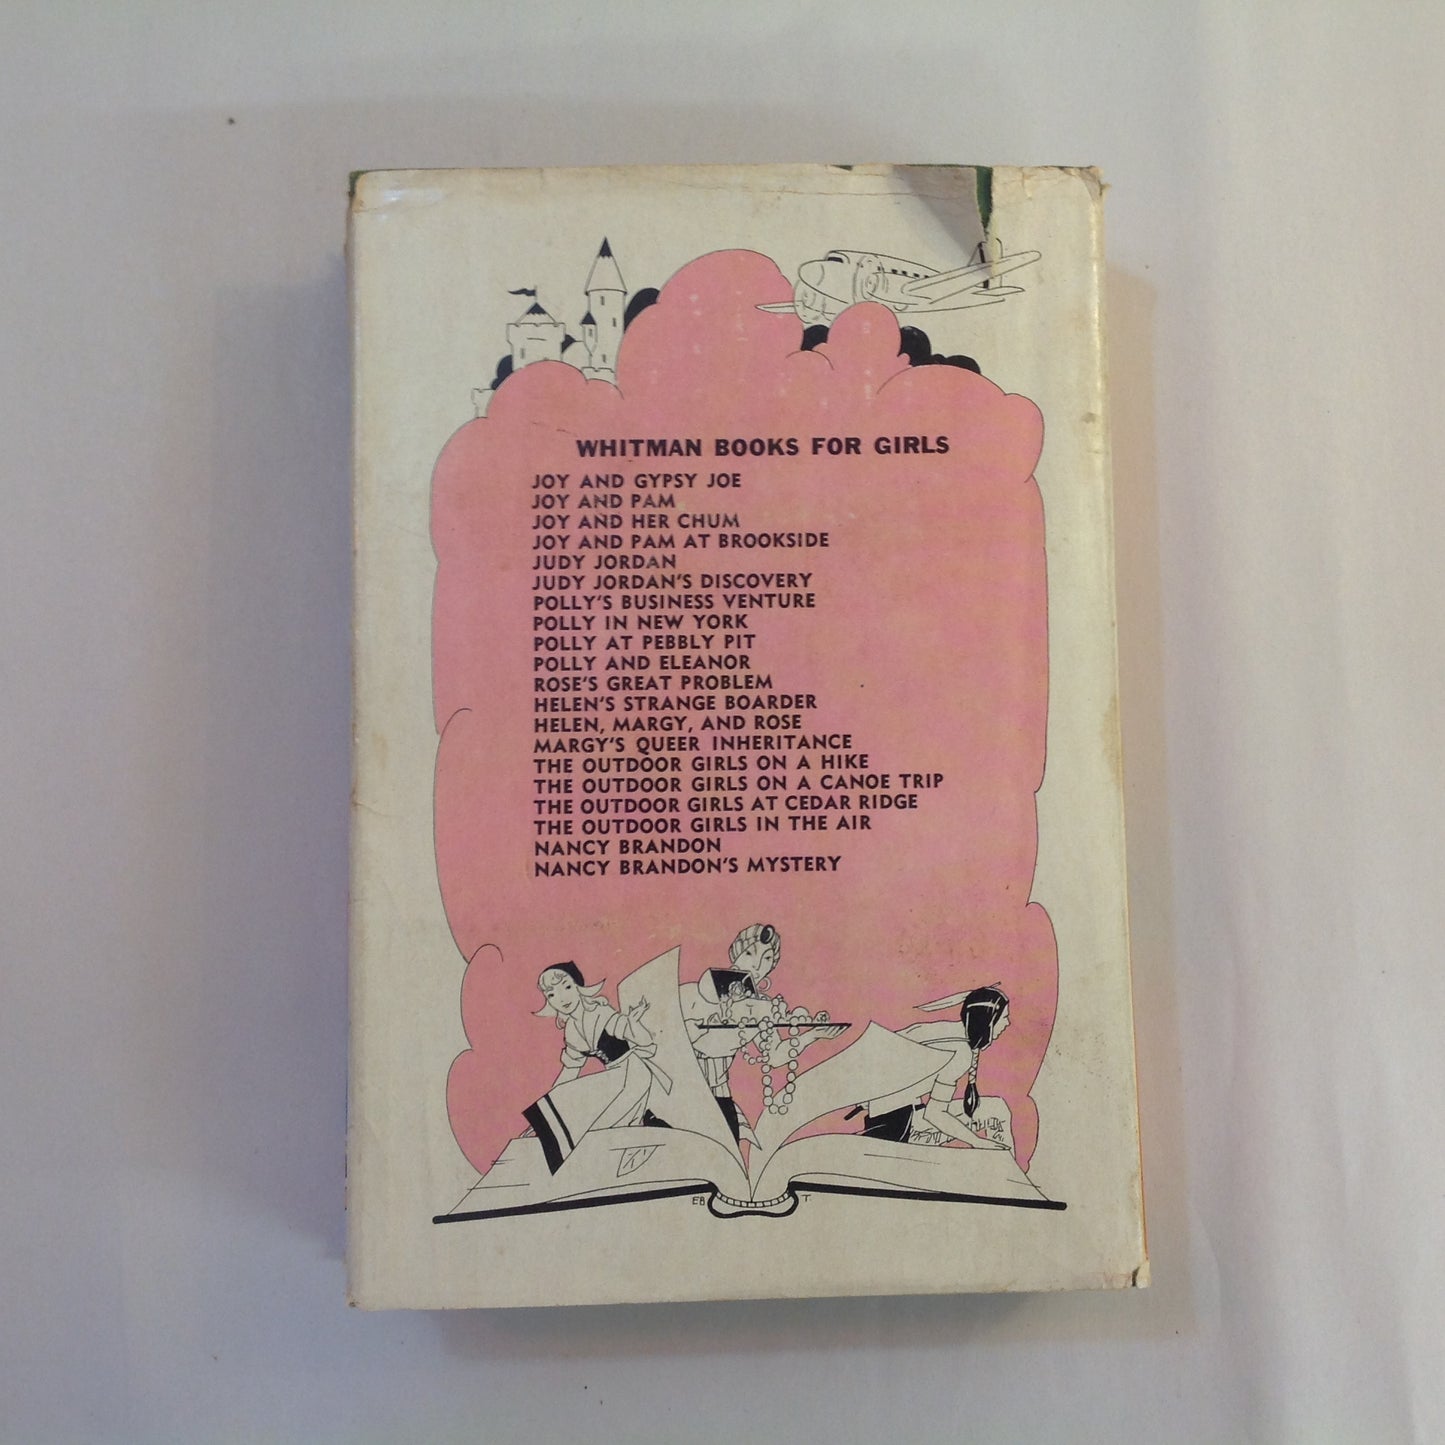 WHITMAN BOOKS FOR GIRLS
JOY AND GYPSY JOE
JOY AND PAM
JOY AND HER CHUM
JOY AND PAM AT BROOKSIDE
JUDY JORDAN
JUDY JORDAN'S DISCOVERY
POLLY'S BUSINESS VENTURE
POLLY IN NEW YORK
POLLY AT PEBBLY PIT
POLLY AND ELEANOR
ROSE'S GREAT PROBLEM
HELEN'S STRANGE BOARDER
HELEN, MARGY, AND ROSE
MARGY'S QUEER INHERITANCE
THE OUTDOOR GIRLS ON A HIKE
THE OUTDOOR GIRLS ON A CANOE TRIP
THE OUTDOOR GIRLS AT CEDAR RIDGE
THE OUTDOOR GIRLS IN THE AIR
NANCY BRANDON
NANCY BRANDON'S MYSTERY
EB T.